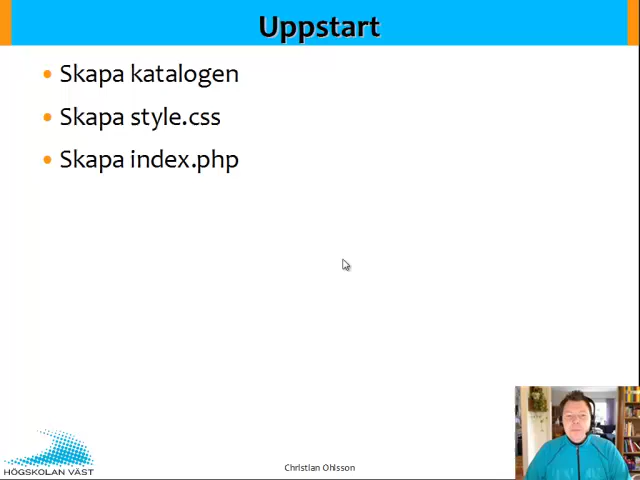 Uppstart
Skapa katalogen
Skapa style.css
Skapa index.php
HÖGSKOLAN VÄST
Christian Ohlsson